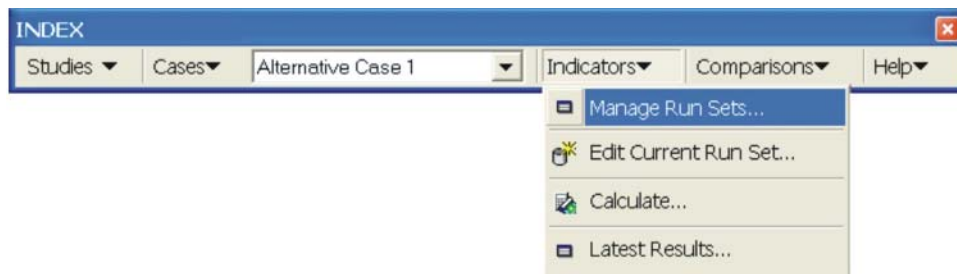 INDEX
Studies Cases Alternative Case 1 Indicators Comparisons Help
Manage Run Sets...
Edit Current Run Set...
Calculate...
Latest Results...